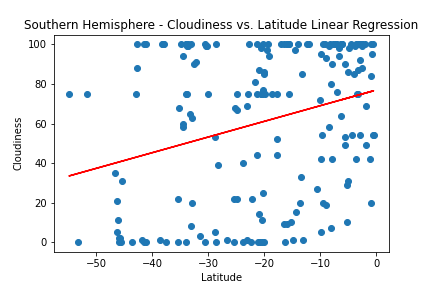 Southern Hemisphere - Cloudiness vs. Latitude Linear Regression
100
80
60
40
20
0
Cloudiness
−50 −40 −30 −20 −10 0
Latitude